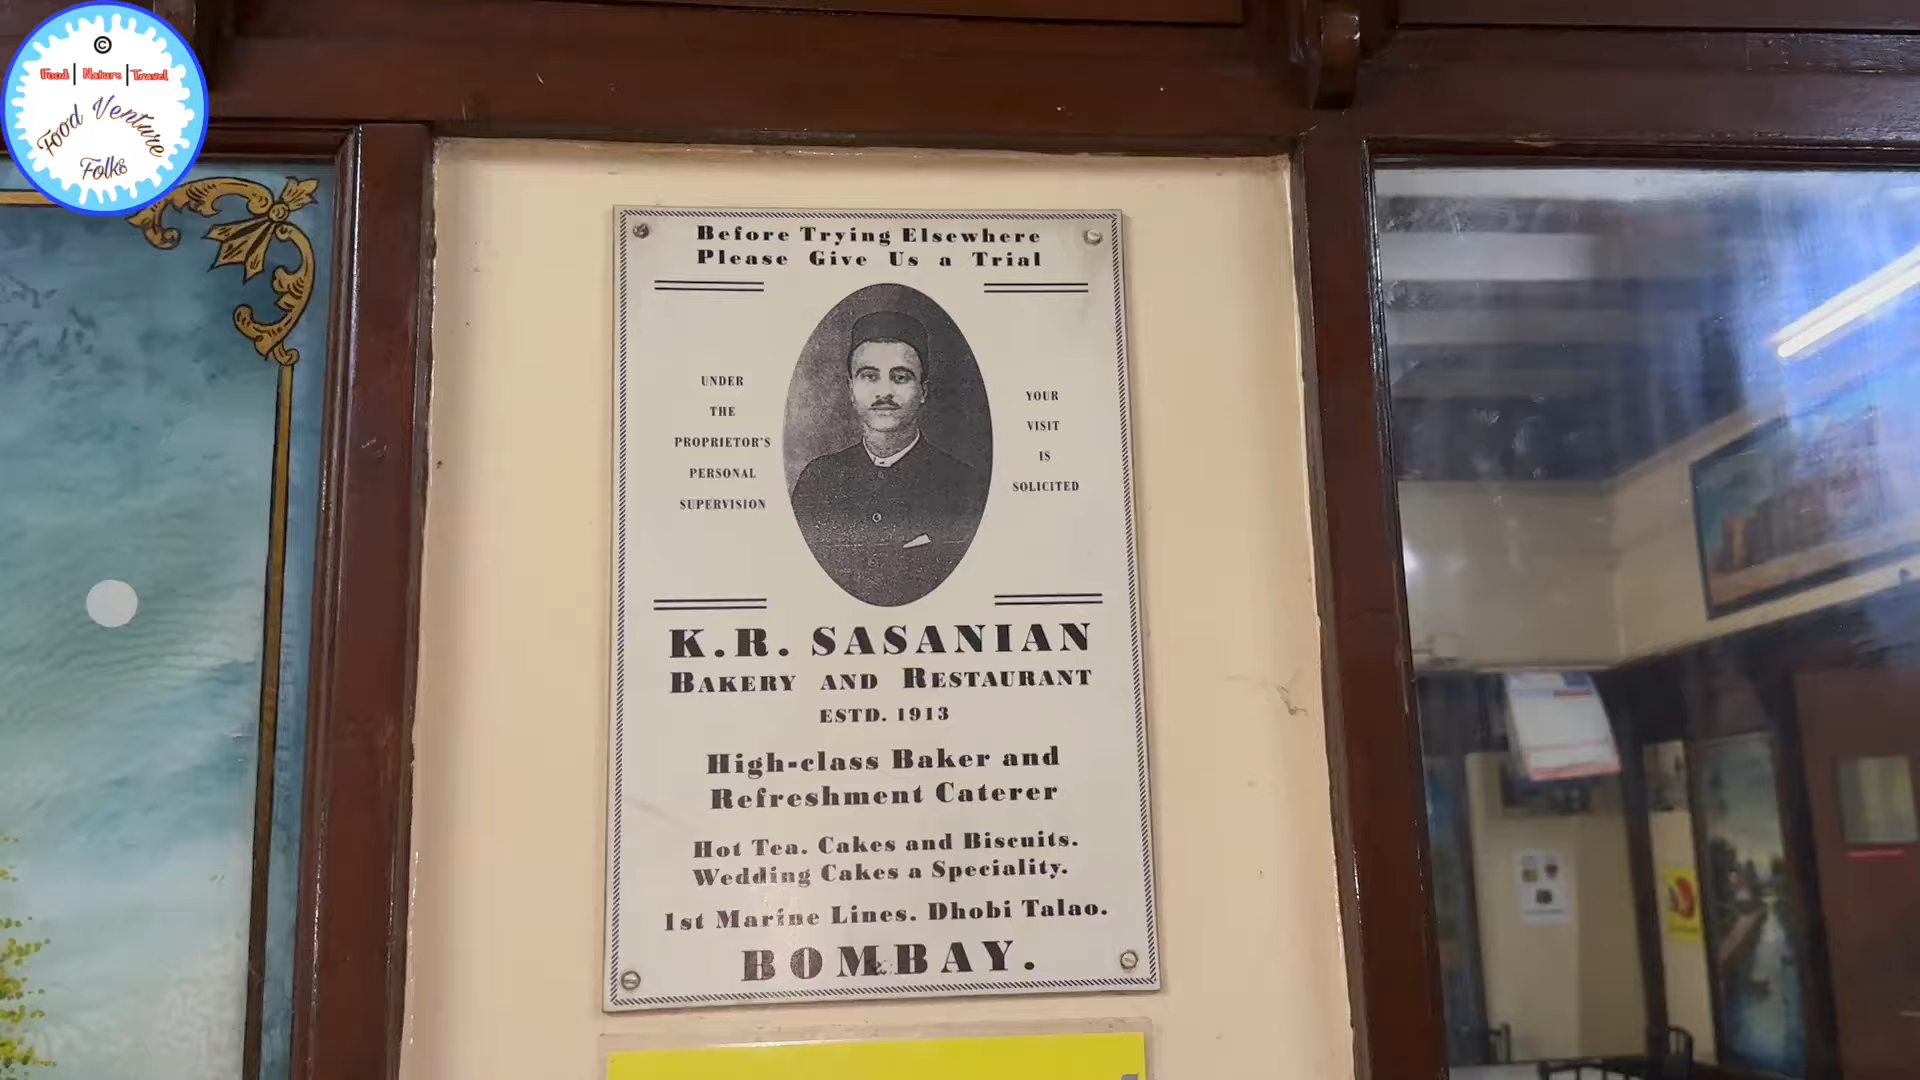 ©
Food | Nature | Travel
Food Venture
Folks
Before Trying Elsewhere
Please Give Us a Trial
UNDER
THE
PROPRIETOR'S
PERSONAL
SUPERVISION
YOUR
VISIT
IS
SOLICITED
K.R. SASANIAN
BAKERY AND RESTAURANT
ESTD. 1913
High-class Baker and
Refreshment Caterer
Hot Tea. Cakes and Biscuits.
Wedding Cakes a Speciality.
1st Marine Lines. Dhobi Talao.
BOMBAY.